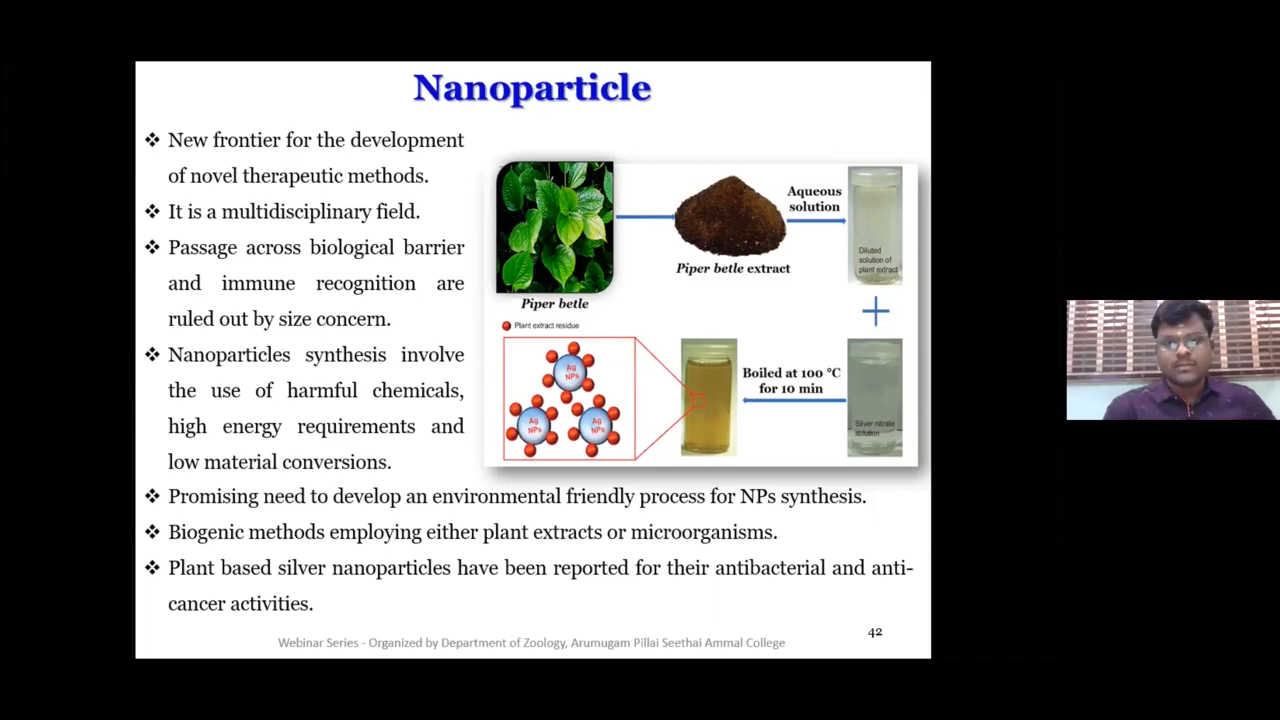 Nanoparticle
❖ New frontier for the development
of novel therapeutic methods.
❖ It is a multidisciplinary field.
❖ Passage across biological barrier
and immune recognition are
ruled out by size concern.
❖ Nanoparticles synthesis involve
the use of harmful chemicals,
high energy requirements and
low material conversions.
Piper betle
Piper betle extract
Aqueous
solution
Diluted
solution of
plant extract
Plant extract residue
Ag
NPs
Ag
NPs
Ag
NPs
Boiled at 100 °C
for 10 min
Silver nitrate
solution
❖ Promising need to develop an environmental friendly process for NPs synthesis.
❖ Biogenic methods employing either plant extracts or microorganisms.
❖ Plant based silver nanoparticles have been reported for their antibacterial and anti-
cancer activities.
42
Webinar Series - Organized by Department of Zoology, Arumugam Pillai Seethai Ammal College